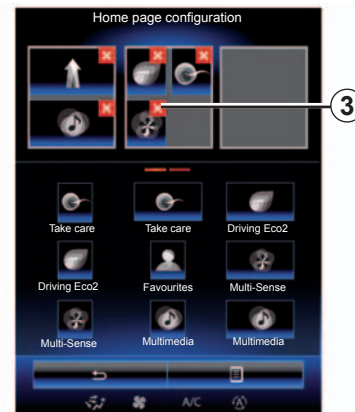 Home page configuration
3
Take care Take care Driving Eco2
Driving Eco2 Favourites Multi-Sense
Multi-Sense Multimedia Multimedia
A/C